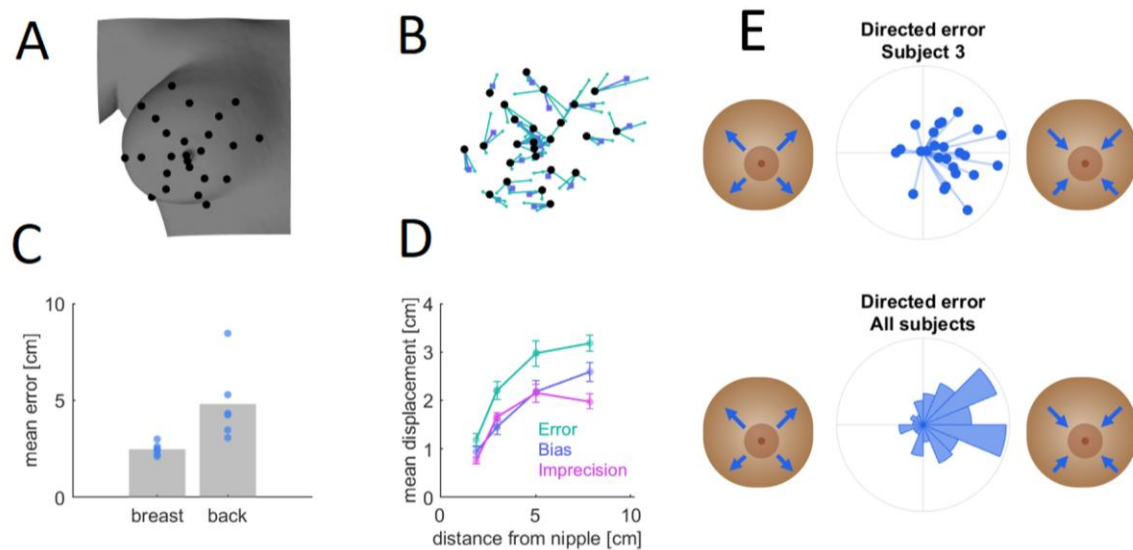 A
B
E
Directed error
Subject 3
C
10
5
0
mean error [cm]
breast
back
D
4
3
2
1
0
mean displacement [cm]
Error
Bias
Imprecision
0
5
10
distance from nipple [cm]
Directed error
All subjects